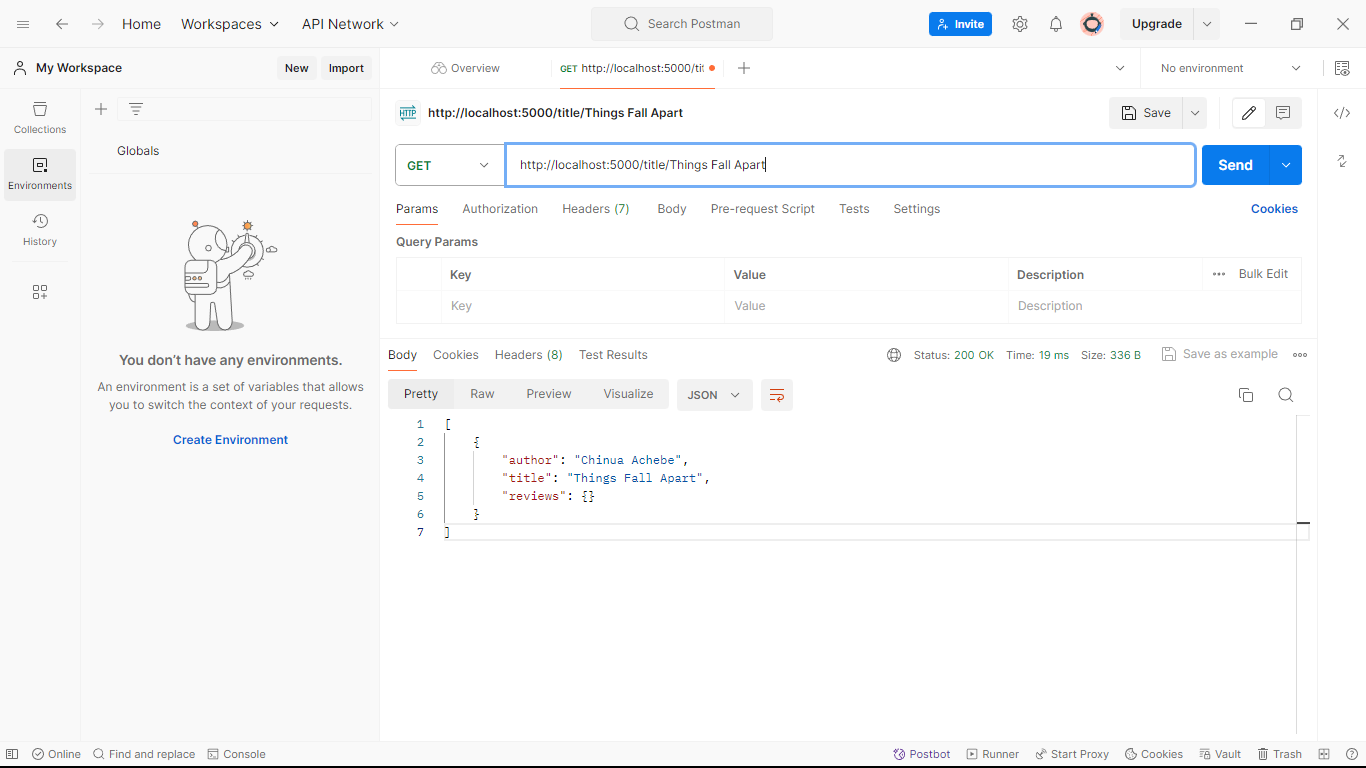 Home Workspaces API Network Search Postman Invite Upgrade
My Workspace New Import Overview GET http://localhost:5000/tit No environment
Collections
Environments
History
Globals
You don’t have any environments.
An environment is a set of variables that allows
you to switch the context of your requests.
Create Environment
HTTP http://localhost:5000/title/Things Fall Apart Save
GET http://localhost:5000/title/Things Fall Apart Send
Params Authorization Headers (7) Body Pre-request Script Tests Settings Cookies
Query Params
Key Value Description Bulk Edit
Key Value Description
Body Cookies Headers (8) Test Results Status: 200 OK Time: 19 ms Size: 336 B Save as example
Pretty Raw Preview Visualize JSON
1 [
2 {
3 "author": "Chinua Achebe",
4 "title": "Things Fall Apart",
5 "reviews": {}
6 }
7 ]
Online Find and replace Console Postbot Runner Start Proxy Cookies Vault Trash